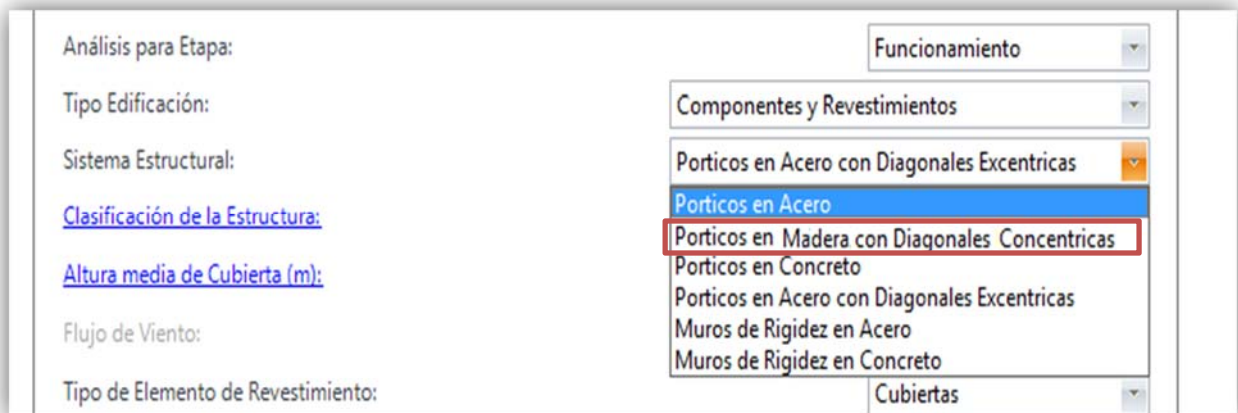 Análisis para Etapa: Funcionamiento
Tipo Edificación: Componentes y Revestimientos
Sistema Estructural: Porticos en Acero con Diagonales Excentricas
Porticos en Acero
Clasificación de la Estructura:
Porticos en Madera con Diagonales Concentricas
Porticos en Concreto
Altura media de Cubierta (m):
Porticos en Acero con Diagonales Excentricas
Flujo de Viento:
Muros de Rigidez en Acero
Muros de Rigidez en Concreto
Tipo de Elemento de Revestimiento: Cubiertas